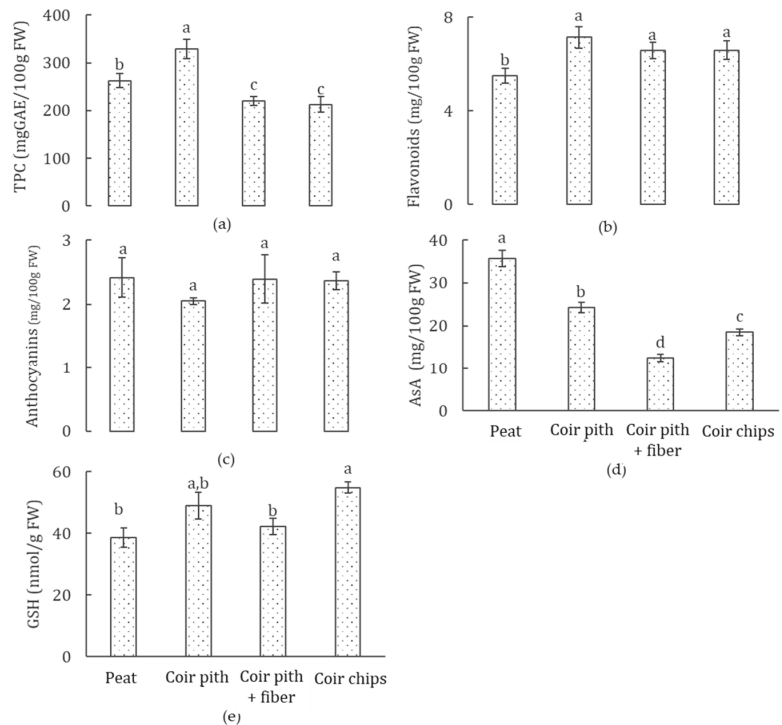 400
300
200
100
0
TPC (mgGAE/100g FW)
b
a
c
c
(a)
8
6
4
2
0
Flavonoids (mg/100g FW)
b
a
a
a
(b)
3
2
1
0
Anthocyanins (mg/100g FW)
a
a
a
a
(c)
40
30
20
10
0
AsA (mg/100g FW)
a
b
d
c
Peat
Coir pith
Coir pith
+ fiber
Coir chips
(d)
60
40
20
0
GSH (nmol/g FW)
b
a,b
b
a
Peat
Coir pith
Coir pith
+ fiber
Coir chips
(e)